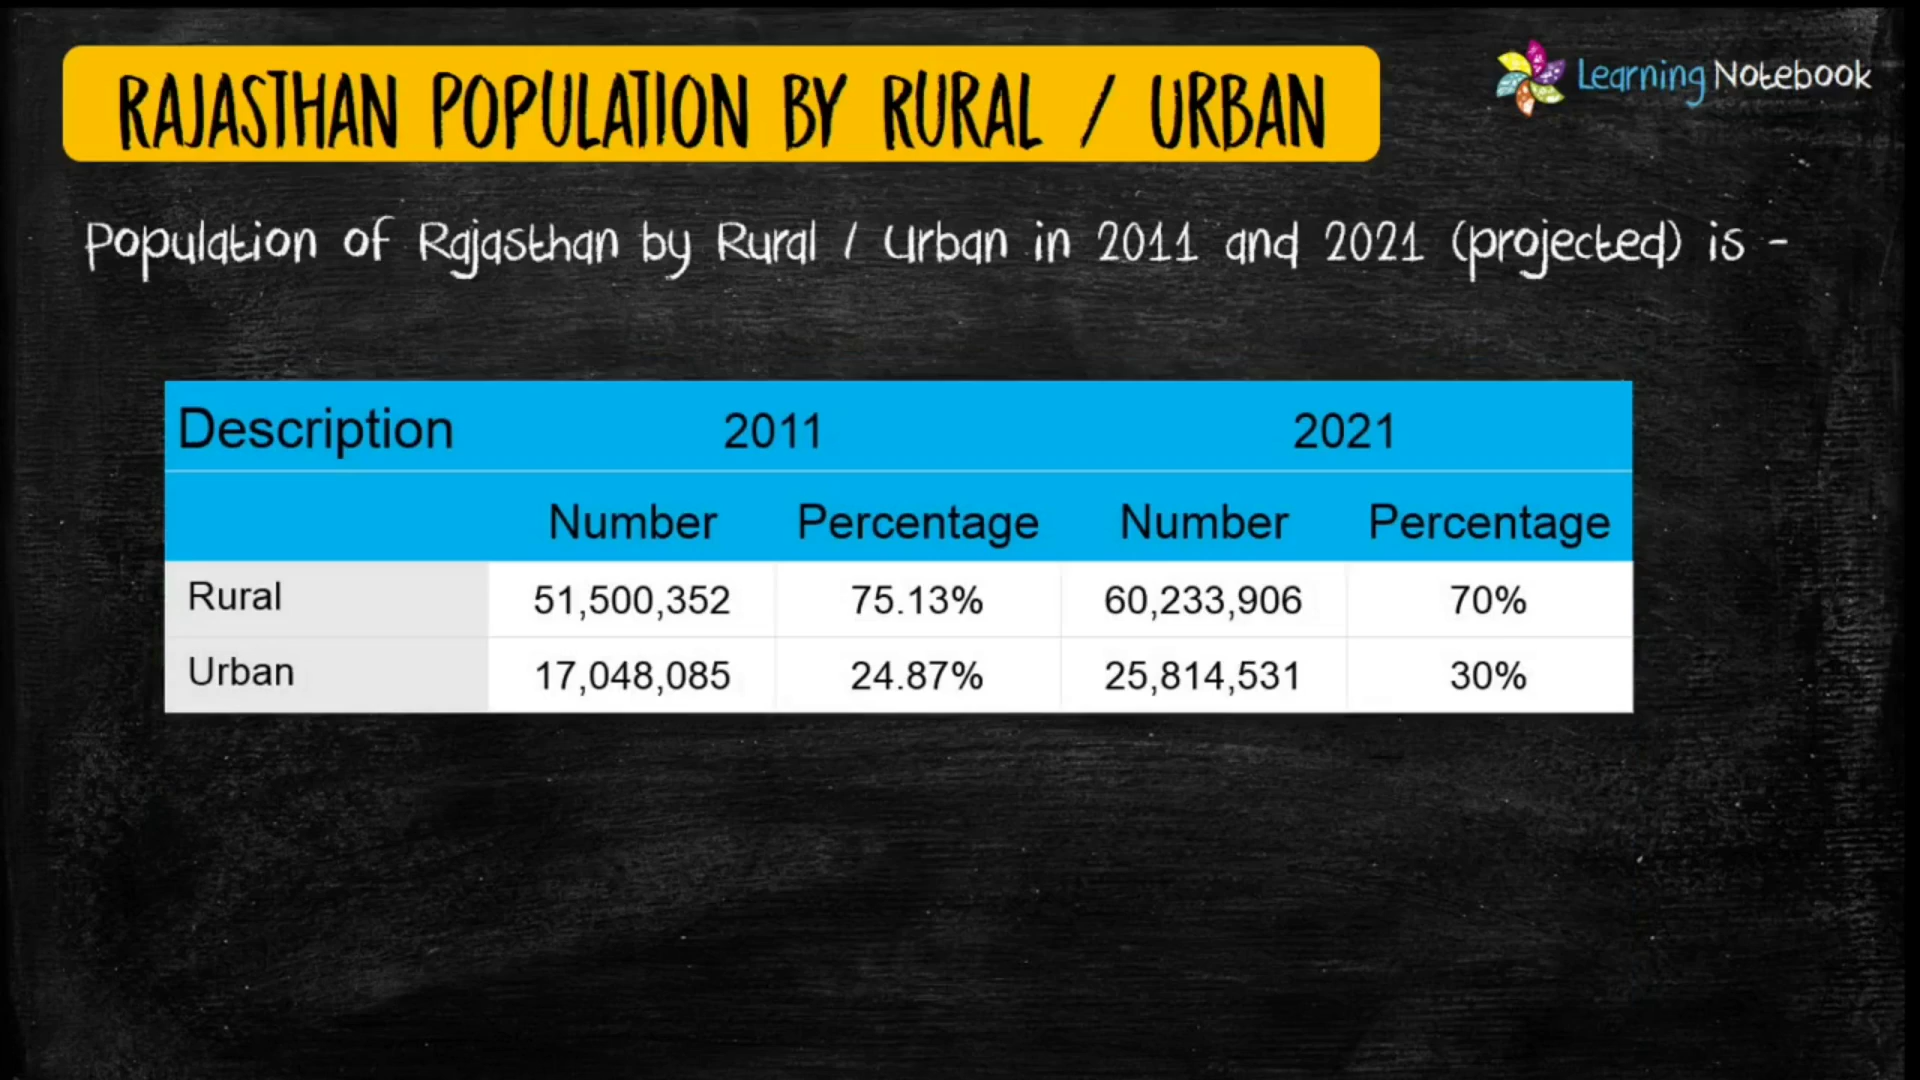 RAJASTHAN POPULATION BY RURAL / URBAN
Learning Notebook
Population of Rajasthan by Rural / Urban in 2011 and 2021 (projected) is -
Description 2011 2021
Number Percentage Number Percentage
Rural 51,500,352 75.13% 60,233,906 70%
Urban 17,048,085 24.87% 25,814,531 30%